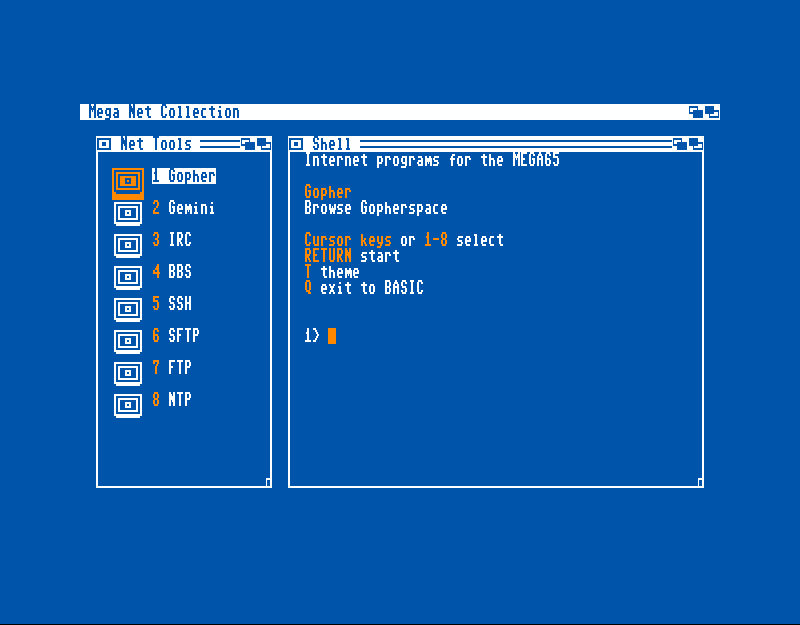 Mega Net Collection
Net Tools
1 Gopher
2 Gemini
3 IRC
4 BBS
5 SSH
6 SFTP
7 FTP
8 NTP
Shell
Internet programs for the MEGA65
Gopher
Browse Gopherspace
Cursor keys or 1-8 select
RETURN start
T theme
Q exit to BASIC
1>